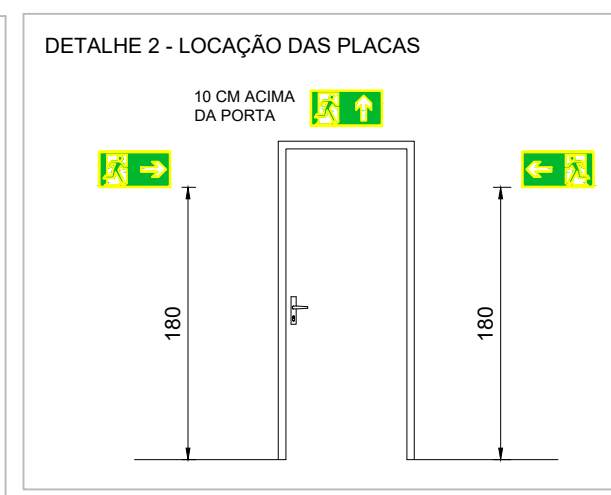 DETALHE 2 - LOCAÇÃO DAS PLACAS
10 CM ACIMA
DA PORTA
180
180